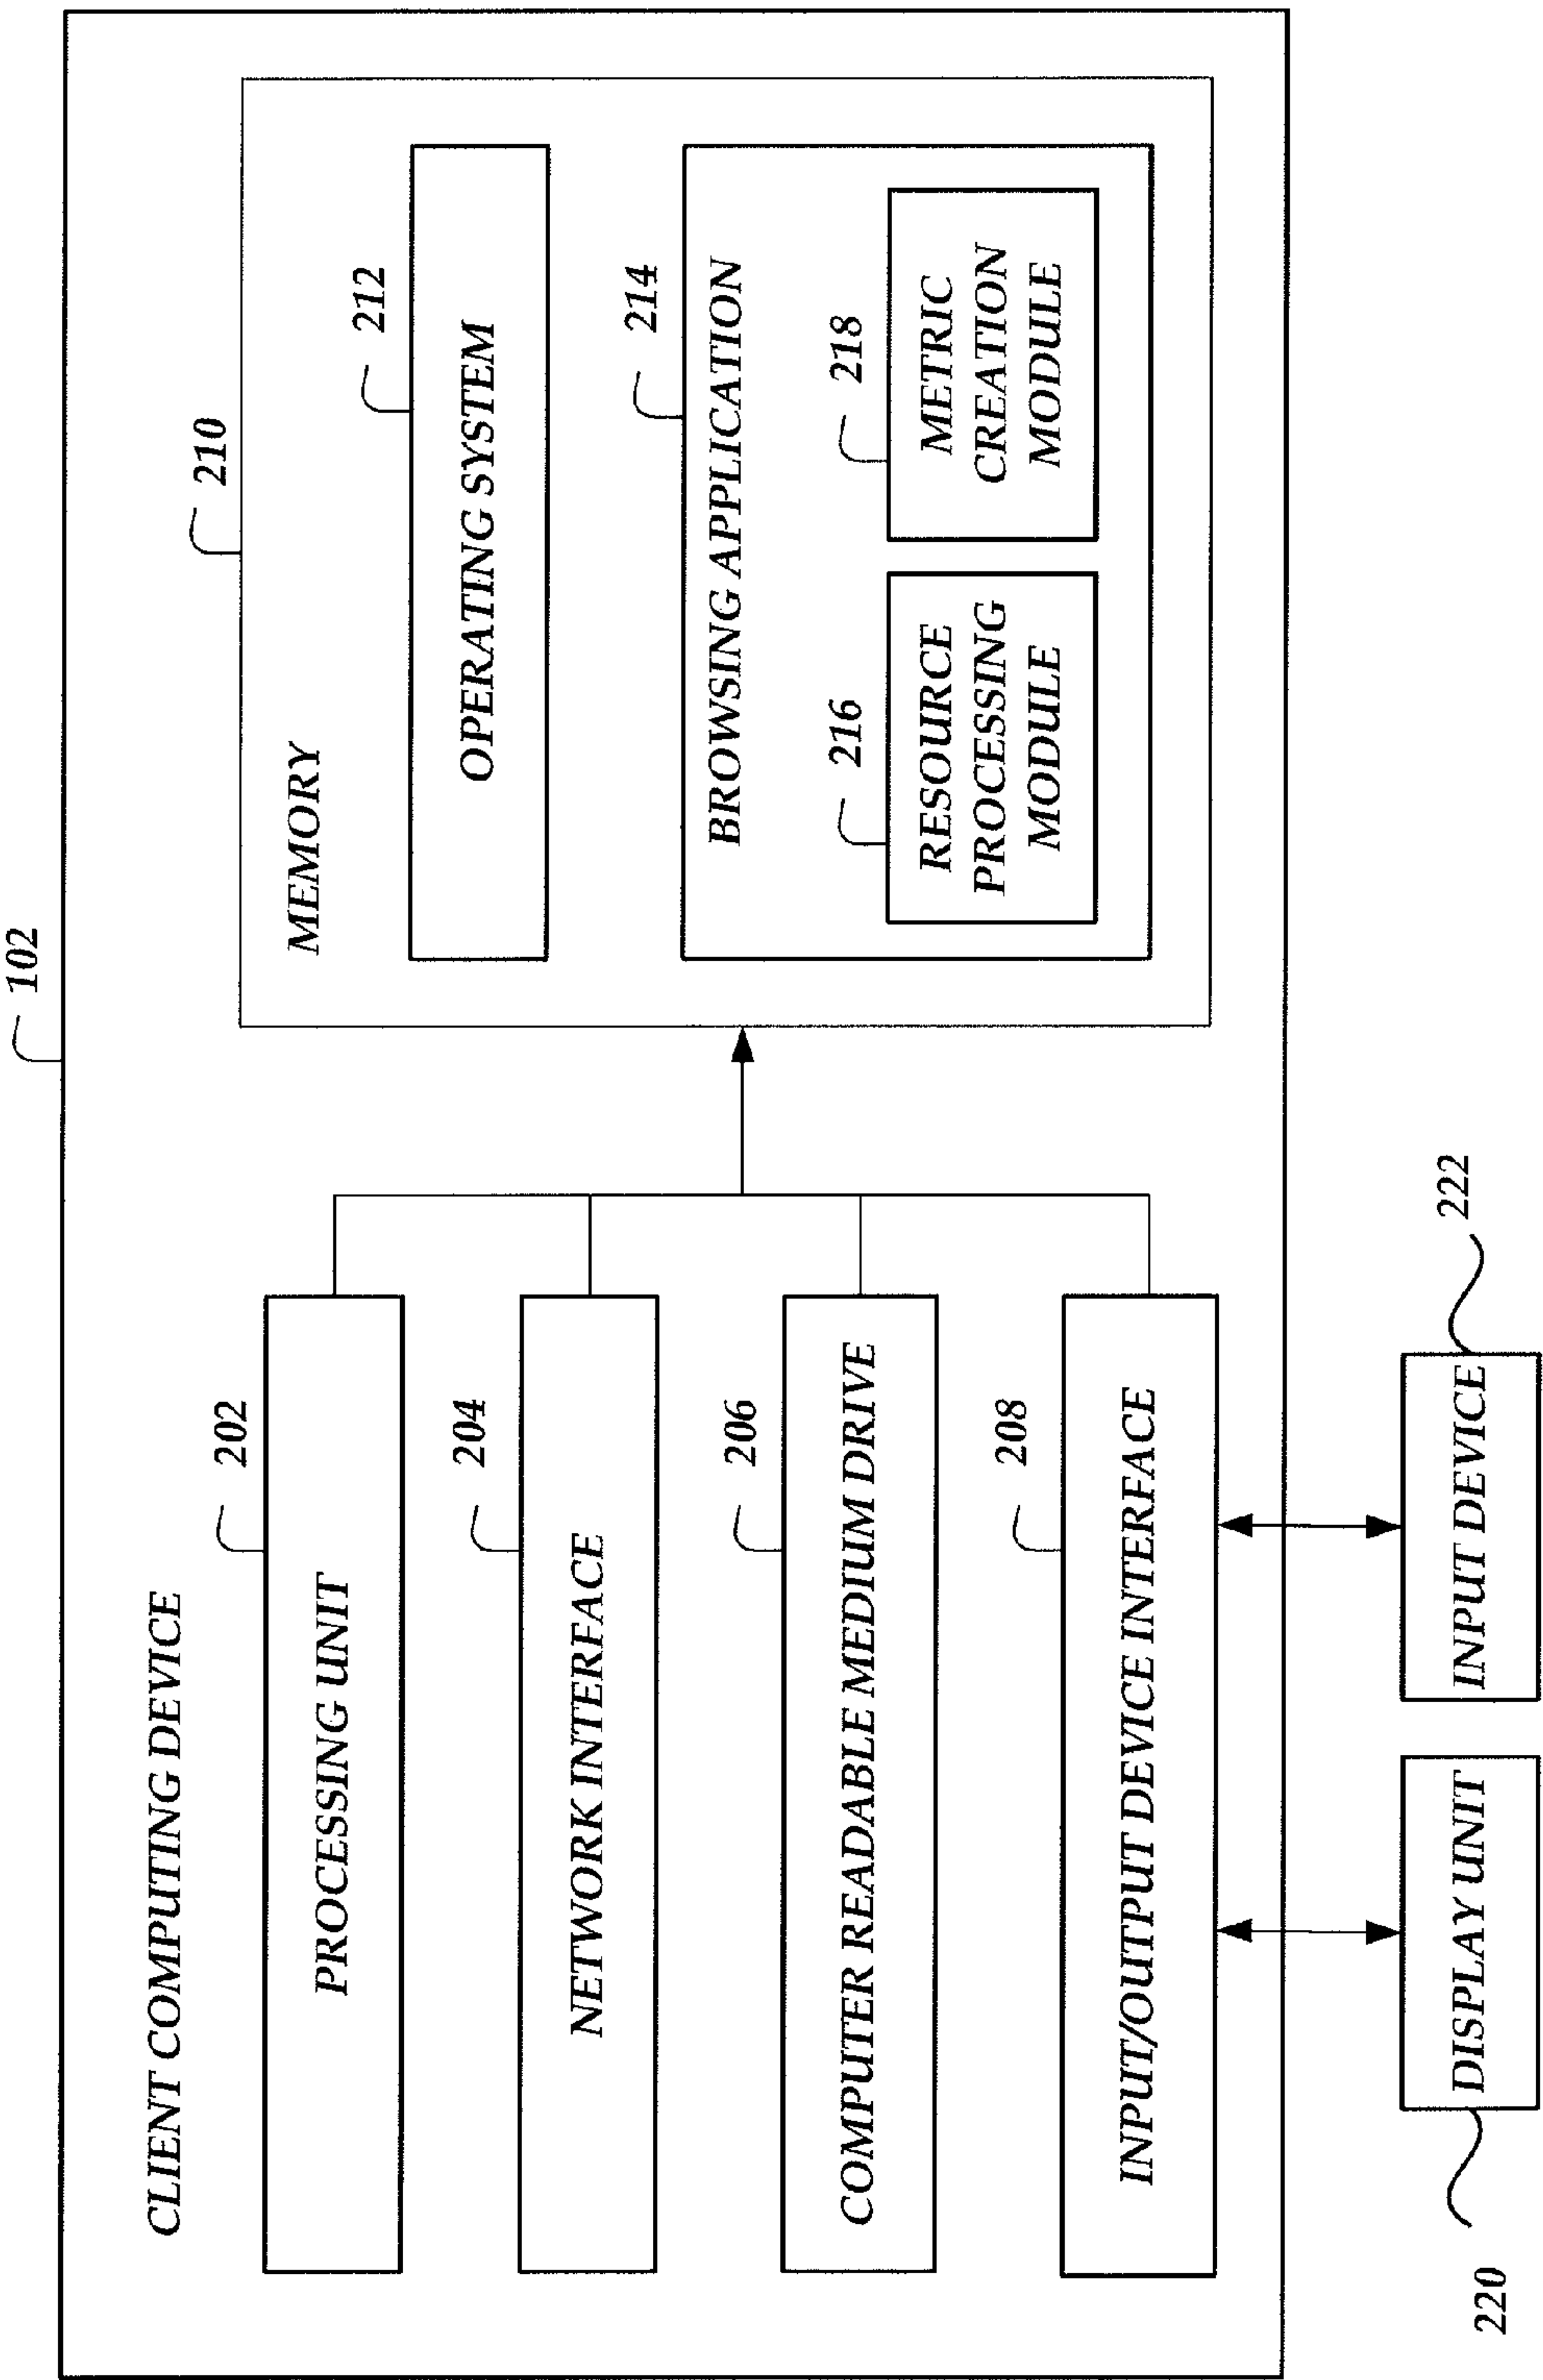 102
CLIENT COMPUTING DEVICE
202
PROCESSING UNIT
204
NETWORK INTERFACE
206
COMPUTER READABLE MEDIUM DRIVE
208
INPUT/OUTPUT DEVICE INTERFACE
210
MEMORY
212
OPERATING SYSTEM
214
BROWSING APPLICATION
216
RESOURCE
PROCESSING
MODULE
218
METRIC
CREATION
MODULE
220
DISPLAY UNIT
INPUT DEVICE
222